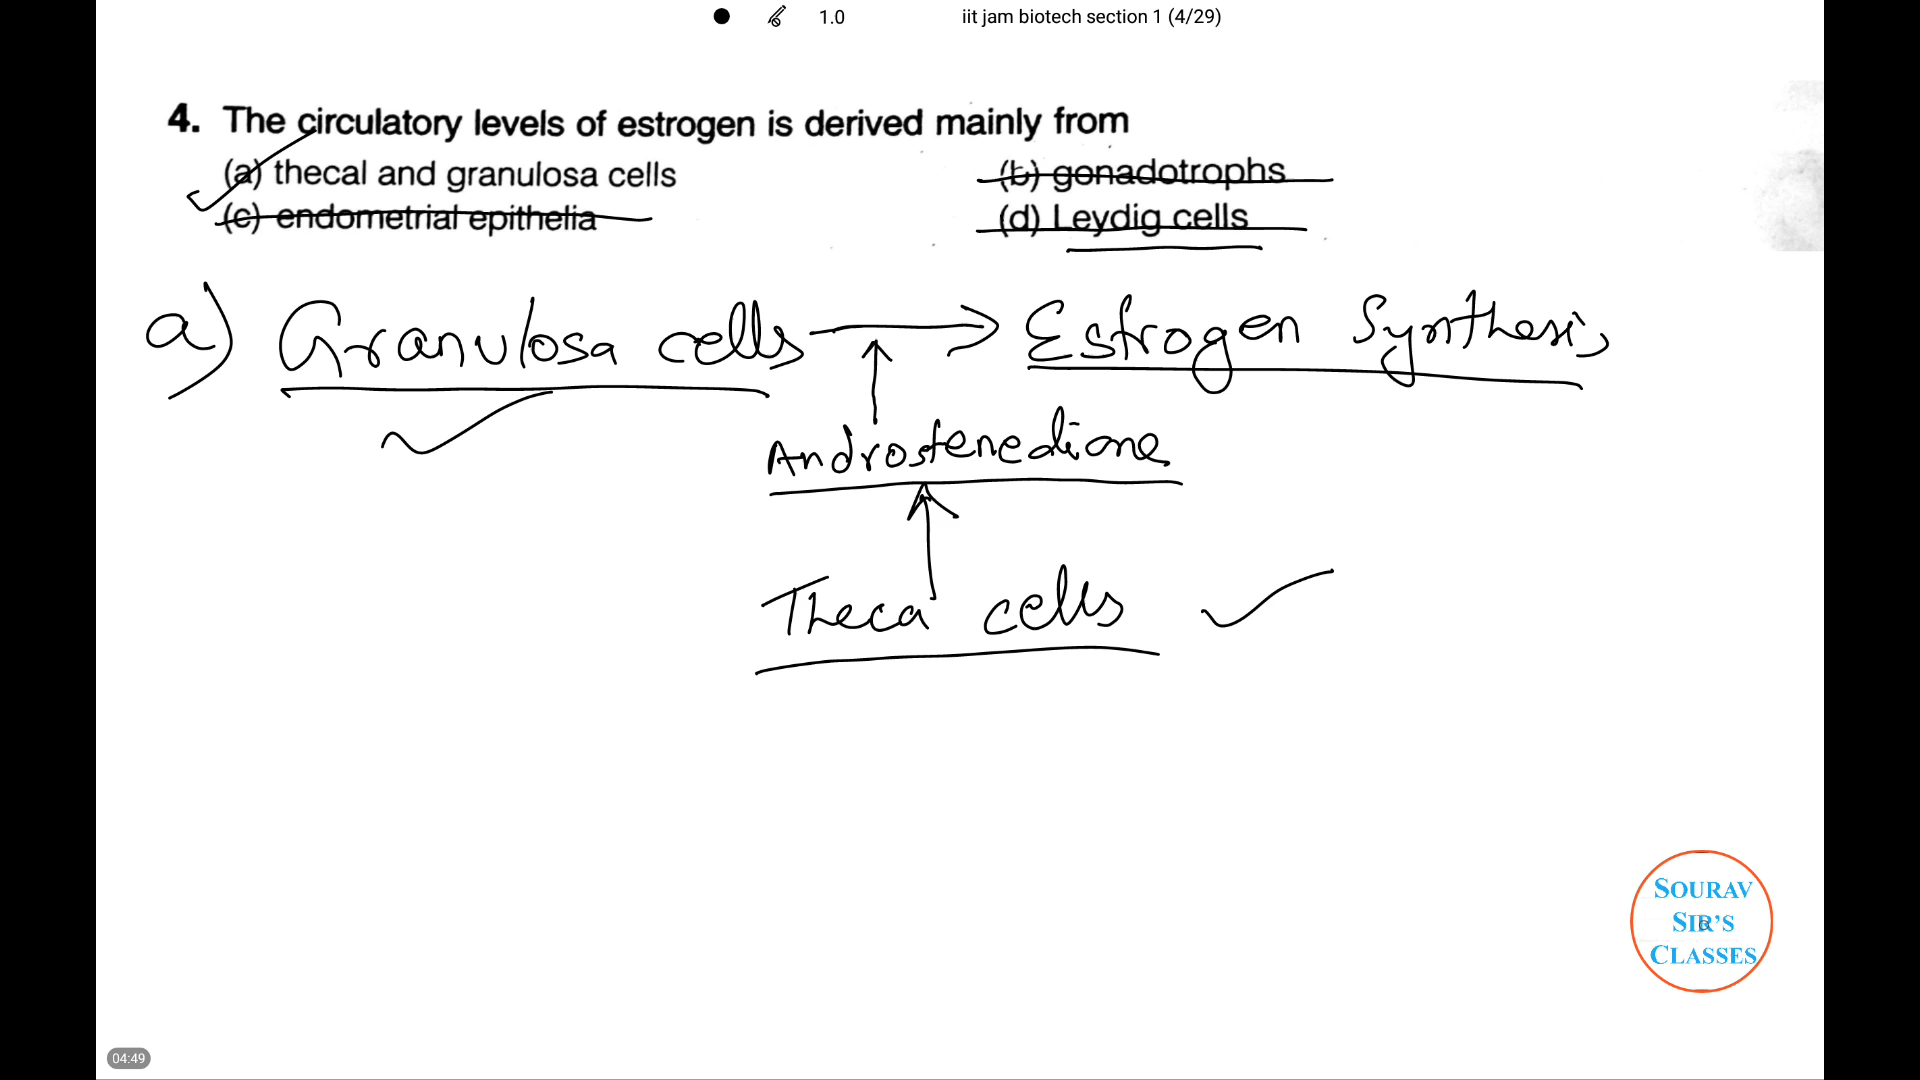 1.0 iit jam biotech section 1 (4/29)
4. The circulatory levels of estrogen is derived mainly from
(a) thecal and granulosa cells (b) gonadotrophs
(c) endometrial epithelia (d) Leydig cells
a) Granulosa cells → Estrogen Synthesis
Androstenedione
Theca cells
SOURAV
SIR'S
CLASSES
04:49